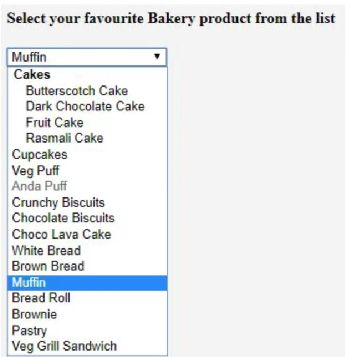 Select your favourite Bakery product from the list
Muffin
Cakes
Butterscotch Cake
Dark Chocolate Cake
Fruit Cake
Rasmali Cake
Cupcakes
Veg Puff
Anda Puff
Crunchy Biscuits
Chocolate Biscuits
Choco Lava Cake
White Bread
Brown Bread
Muffin
Bread Roll
Brownie
Pastry
Veg Grill Sandwich